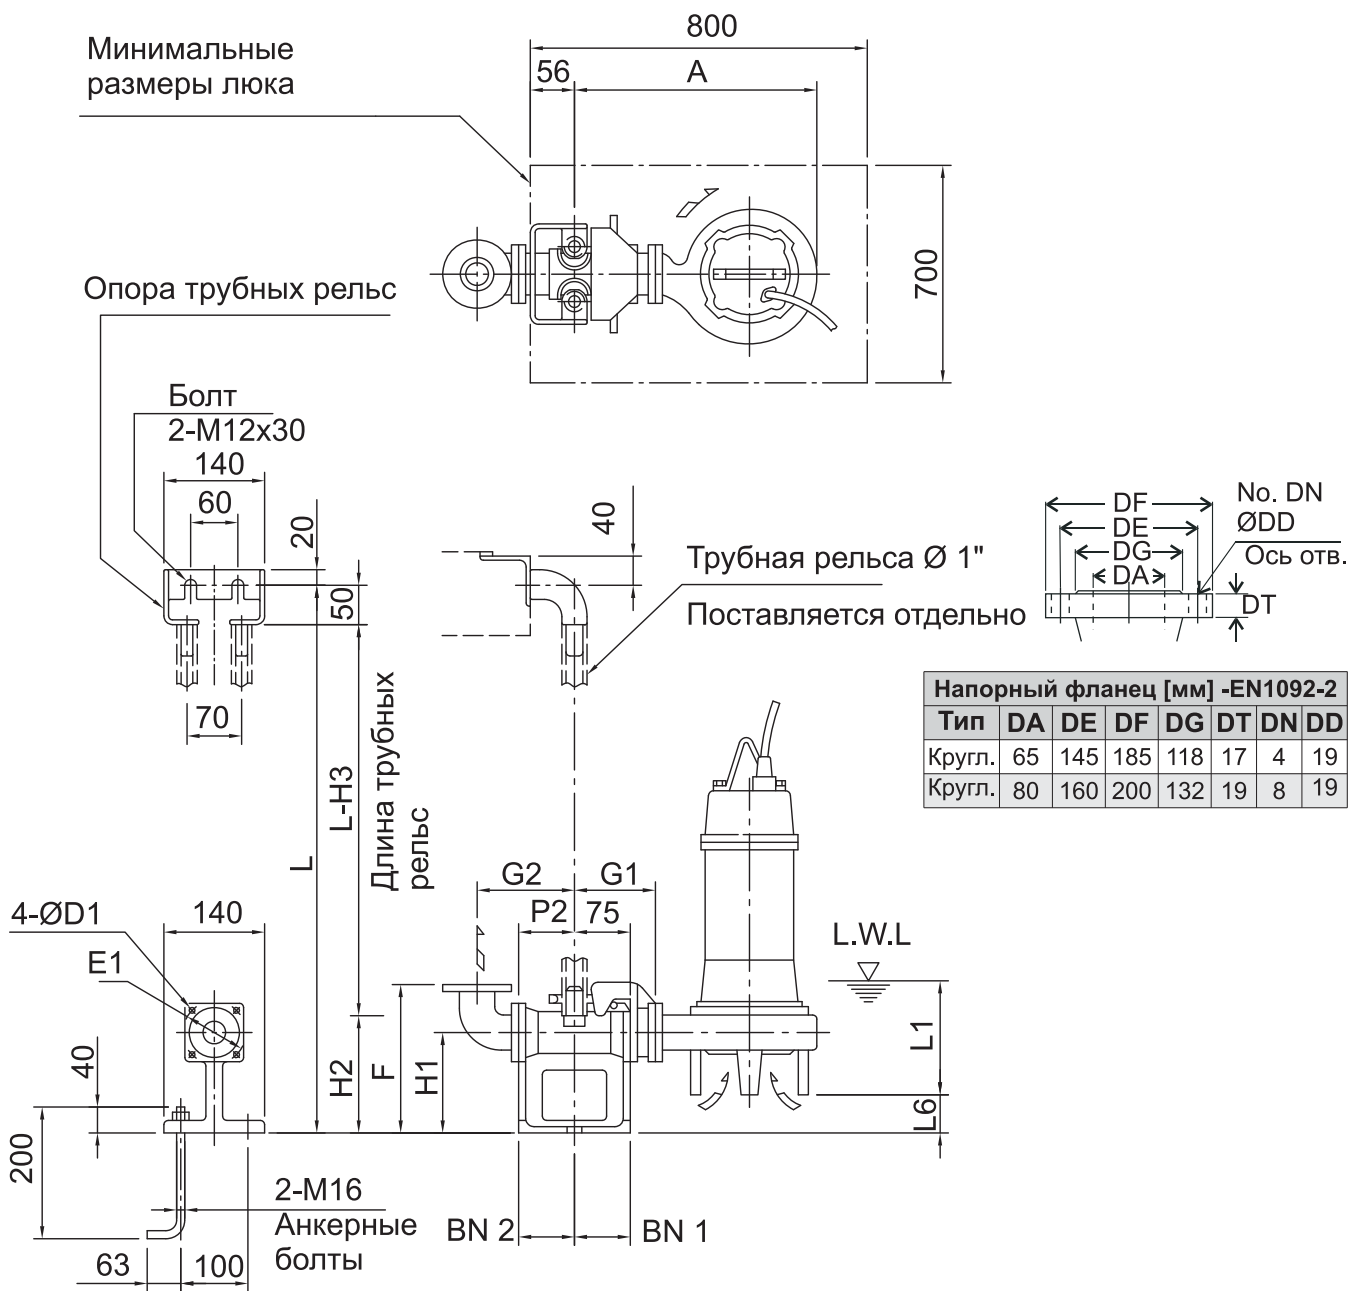 800
Минимальные
размеры люка
56
A
700
Опора трубных рельс
Болт
2-M12x30
140
60
20
50
40
70
Трубная рельса Ø 1"
Поставляется отдельно
No. DN
ØDD
Ось отв.
DF
DE
DG
DA
DT
Напорный фланец [мм] -EN1092-2
Тип DA DE DF DG DT DN DD
Кругл. 65 145 185 118 17 4 19
Кругл. 80 160 200 132 19 8 19
L
L-H3
Длина трубных
рельс
G2
G1
P2
75
4-ØD1
140
E1
L.W.L
40
200
H2
F
H1
L1
L6
2-M16
Анкерные
болты
63
100
BN 2
BN 1